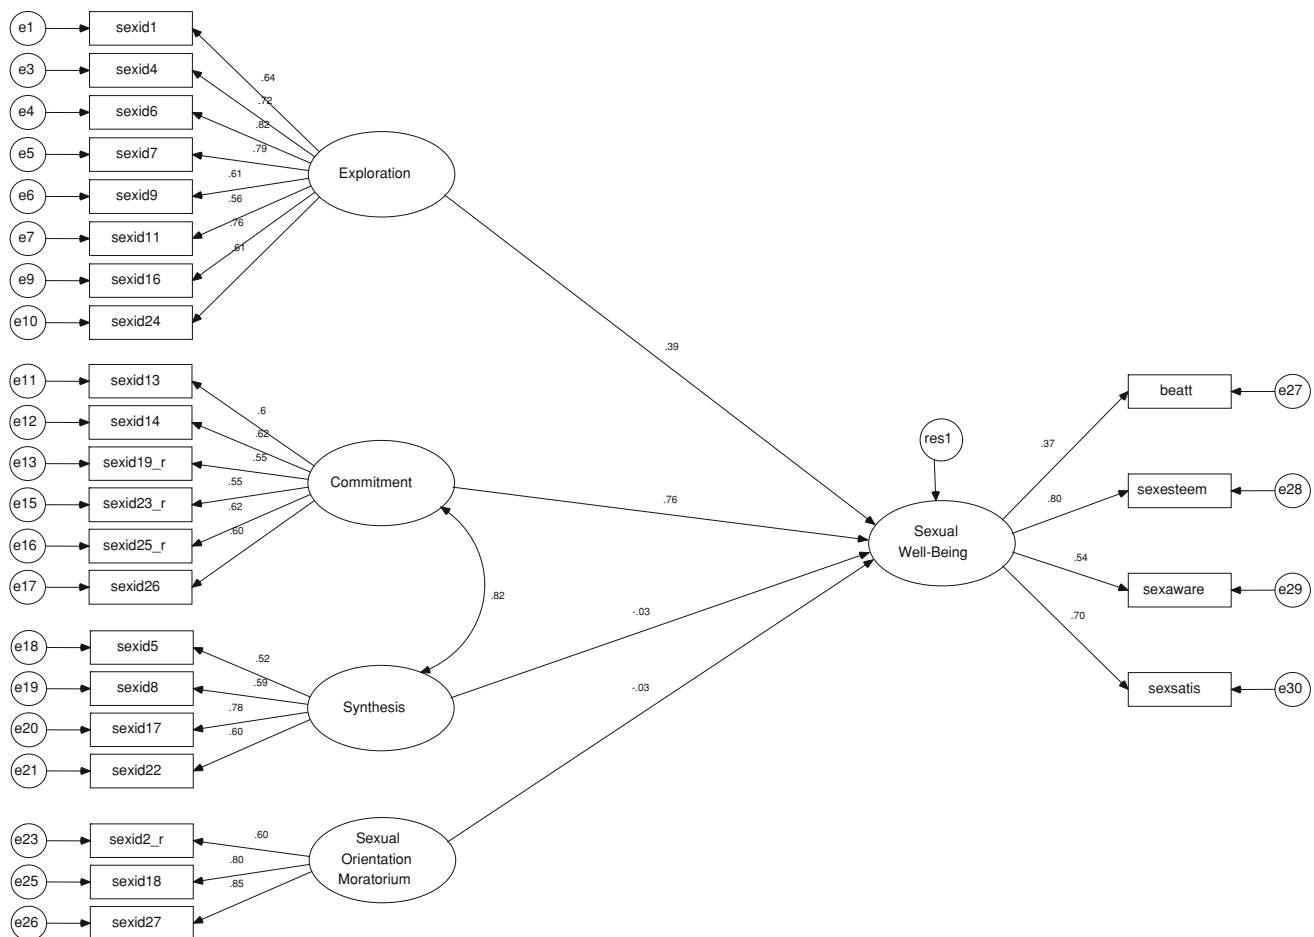 e1 sexid1
e3 sexid4
e4 sexid6
e5 sexid7
e6 sexid9
e7 sexid11
e9 sexid16
e10 sexid24
.64
.72
.82
.79
.61
.56
.76
.61
Exploration
.39
e11 sexid13
e12 sexid14
e13 sexid19_r
e15 sexid23_r
e16 sexid25_r
e17 sexid26
.6
.62
.55
.55
.62
.60
Commitment
.76
.82
e18 sexid5
e19 sexid8
e20 sexid17
e21 sexid22
.52
.59
.78
.60
Synthesis
-.03
e23 sexid2_r
e25 sexid18
e26 sexid27
.60
.80
.85
Sexual
Orientation
Moratorium
-.03
res1
Sexual
Well-Being
.37
.80
.54
.70
beatt e27
sexesteem e28
sexaware e29
sexsatis e30